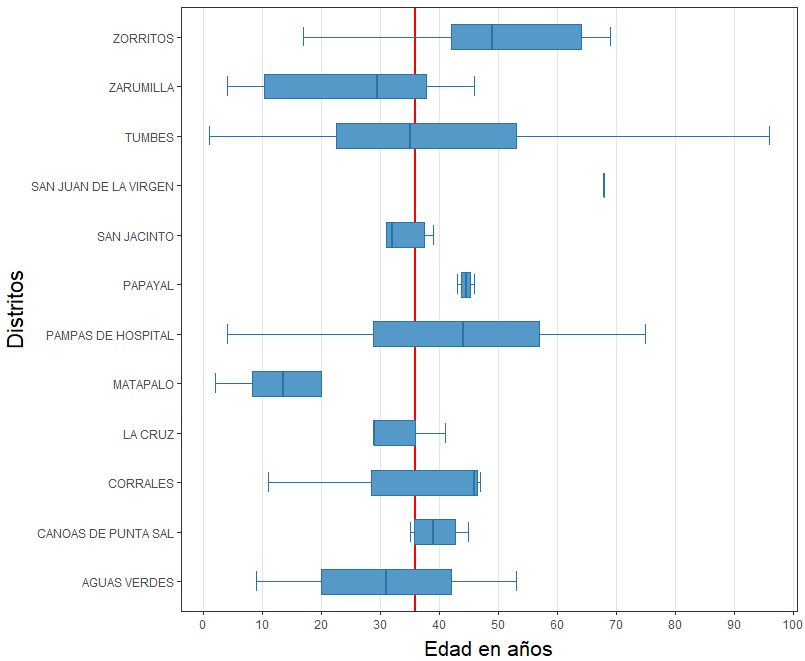 Distritos
ZORRITOS
ZARUMILLA
TUMBES
SAN JUAN DE LA VIRGEN
SAN JACINTO
PAPAYAL
PAMPAS DE HOSPITAL
MATAPALO
LA CRUZ
CORRALES
CANOAS DE PUNTA SAL
AGUAS VERDES
0 10 20 30 40 50 60 70 80 90 100
Edad en años